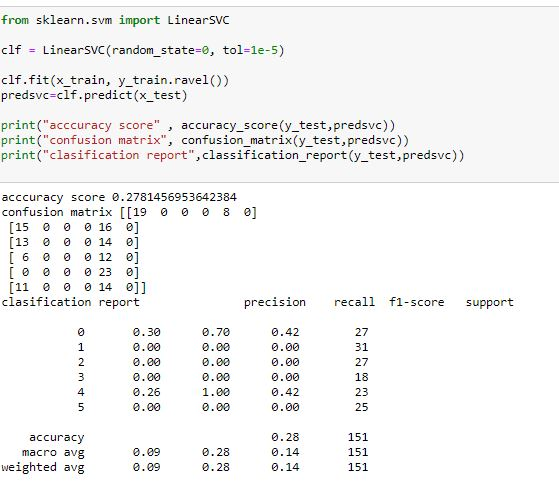 from sklearn.svm import LinearSVC
clf = LinearSVC(random_state=0, tol=1e-5)
clf.fit(x_train, y_train.ravel())
predsvc=clf.predict(x_test)
print("acccuracy score" , accuracy_score(y_test,predsvc))
print("confusion matrix", confusion_matrix(y_test,predsvc))
print("clasification report",classification_report(y_test,predsvc))
acccuracy score 0.2781456953642384
confusion matrix [[19  0  0  0  8  0]
 [15  0  0  0 16  0]
 [13  0  0  0 14  0]
 [ 6  0  0  0 12  0]
 [ 0  0  0  0 23  0]
 [11  0  0  0 14  0]]
clasification report               precision    recall  f1-score   support
           0       0.30      0.70      0.42        27
           1       0.00      0.00      0.00        31
           2       0.00      0.00      0.00        27
           3       0.00      0.00      0.00        18
           4       0.26      1.00      0.42        23
           5       0.00      0.00      0.00        25
    accuracy                           0.28       151
   macro avg       0.09      0.28      0.14       151
weighted avg       0.09      0.28      0.14       151